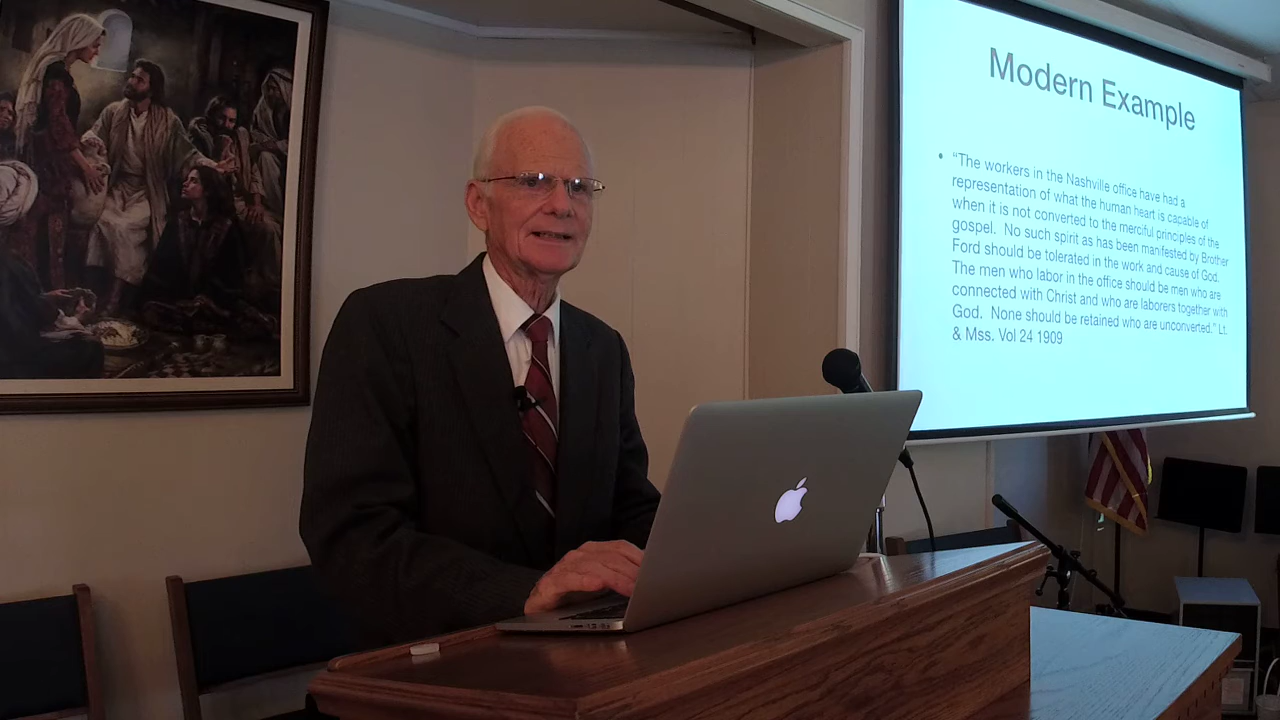 Modern Example
• “The workers in the Nashville office have had a
representation of what the human heart is capable of
when it is not converted to the merciful principles of the
gospel.  No such spirit as has been manifested by Brother
Ford should be tolerated in the work and cause of God.
The men who labor in the office should be men who are
connected with Christ and who are laborers together with
God.  None should be retained who are unconverted.” Lt.
& Mss. Vol 24 1909